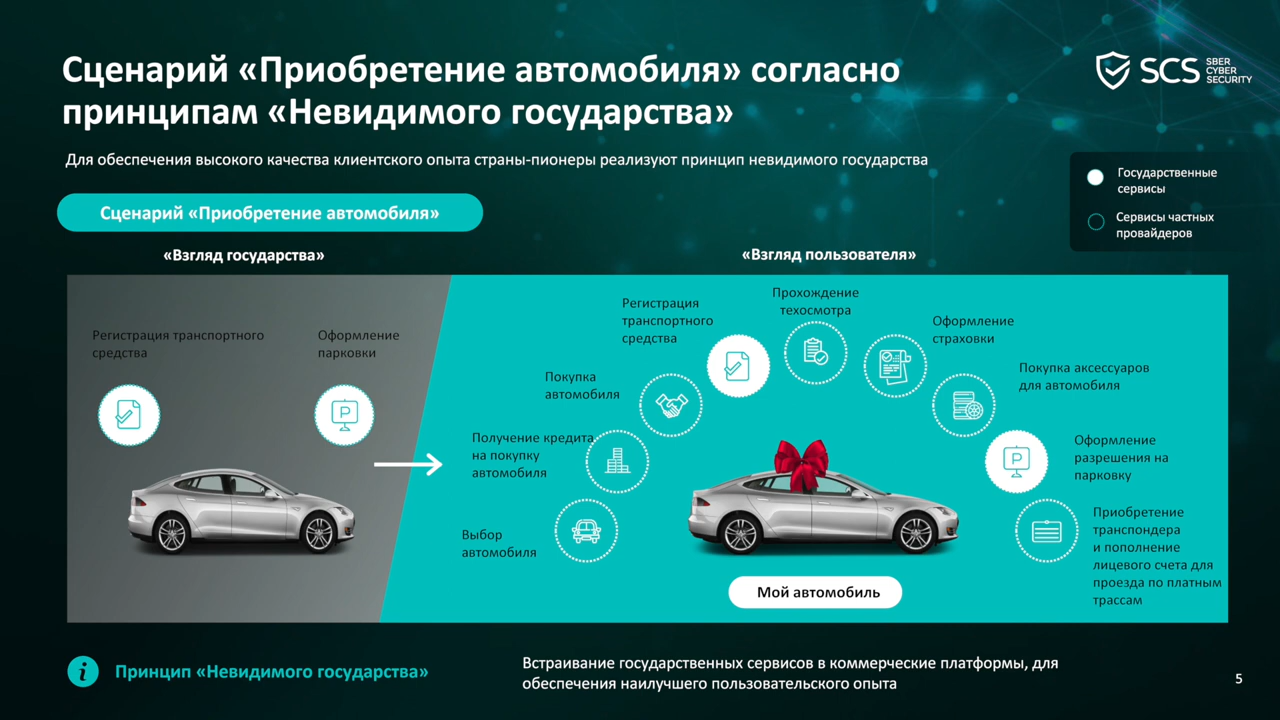 Сценарий «Приобретение автомобиля» согласно
принципам «Невидимого государства»
SCS
SBER
CYBER
SECURITY
Для обеспечения высокого качества клиентского опыта страны-пионеры реализуют принцип невидимого государства
Государственные
сервисы
Сервисы частных
провайдеров
Сценарий «Приобретение автомобиля»
«Взгляд государства»
«Взгляд пользователя»
Регистрация транспортного
средства
Оформление
парковки
P
Выбор
автомобиля
Получение кредита
на покупку
автомобиля
Покупка
автомобиля
Регистрация
транспортного
средства
Прохождение
техосмотра
Оформление
страховки
Покупка аксессуаров
для автомобиля
P
Оформление
разрешения на
парковку
Приобретение
транспондера
и пополнение
лицевого счета для
проезда по платным
трассам
Мой автомобиль
i
Принцип «Невидимого государства»
Встраивание государственных сервисов в коммерческие платформы, для
обеспечения наилучшего пользовательского опыта
5